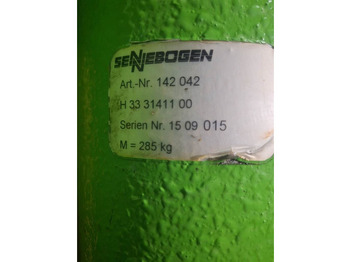 SENNEBOGEN
Art.-Nr. 142 042
H 33 31411 00
Serien Nr. 15 09 015
M = 285 kg